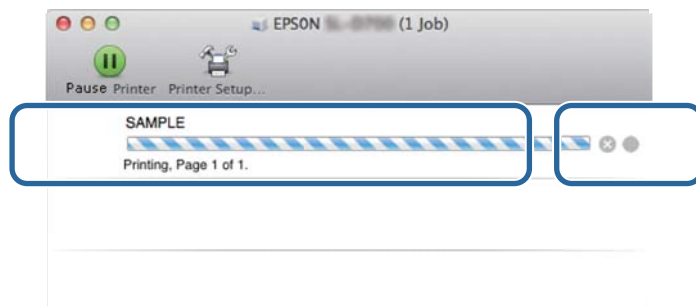 EPSON (1 Job)
Pause Printer Printer Setup...
SAMPLE
Printing, Page 1 of 1.